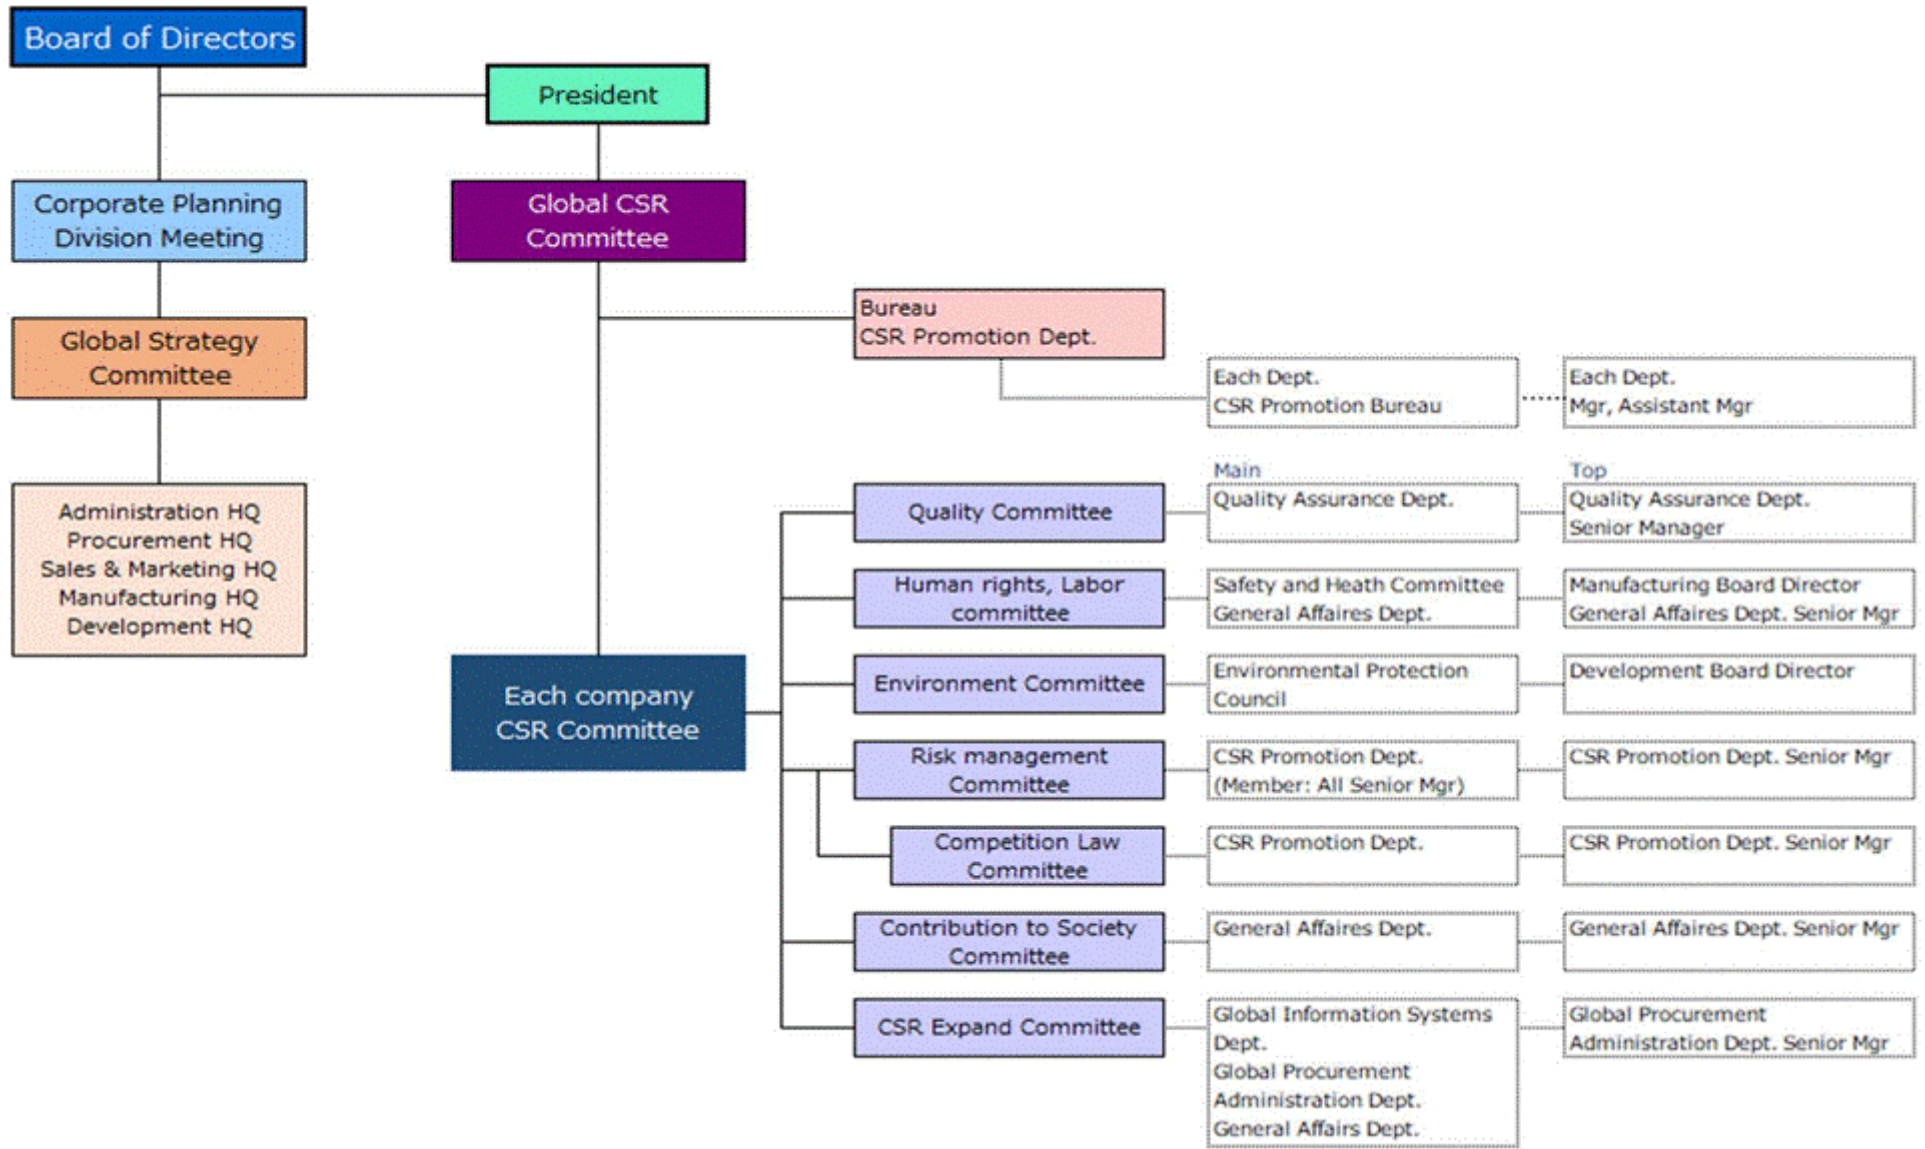 Board of Directors
President
Corporate Planning
Division Meeting
Global CSR
Committee
Global Strategy
Committee
Bureau
CSR Promotion Dept.
Each Dept.
CSR Promotion Bureau
Each Dept.
Mgr, Assistant Mgr
Administration HQ
Procurement HQ
Sales & Marketing HQ
Manufacturing HQ
Development HQ
Each company
CSR Committee
Main
Top
Quality Committee
Quality Assurance Dept.
Quality Assurance Dept.
Senior Manager
Human rights, Labor
committee
Safety and Heath Committee
General Affaires Dept.
Manufacturing Board Director
General Affaires Dept. Senior Mgr
Environment Committee
Environmental Protection
Council
Development Board Director
Risk management
Committee
CSR Promotion Dept.
(Member: All Senior Mgr)
CSR Promotion Dept. Senior Mgr
Competition Law
Committee
CSR Promotion Dept.
CSR Promotion Dept. Senior Mgr
Contribution to Society
Committee
General Affaires Dept.
General Affaires Dept. Senior Mgr
CSR Expand Committee
Global Information Systems
Dept.
Global Procurement
Administration Dept.
General Affairs Dept.
Global Procurement
Administration Dept. Senior Mgr